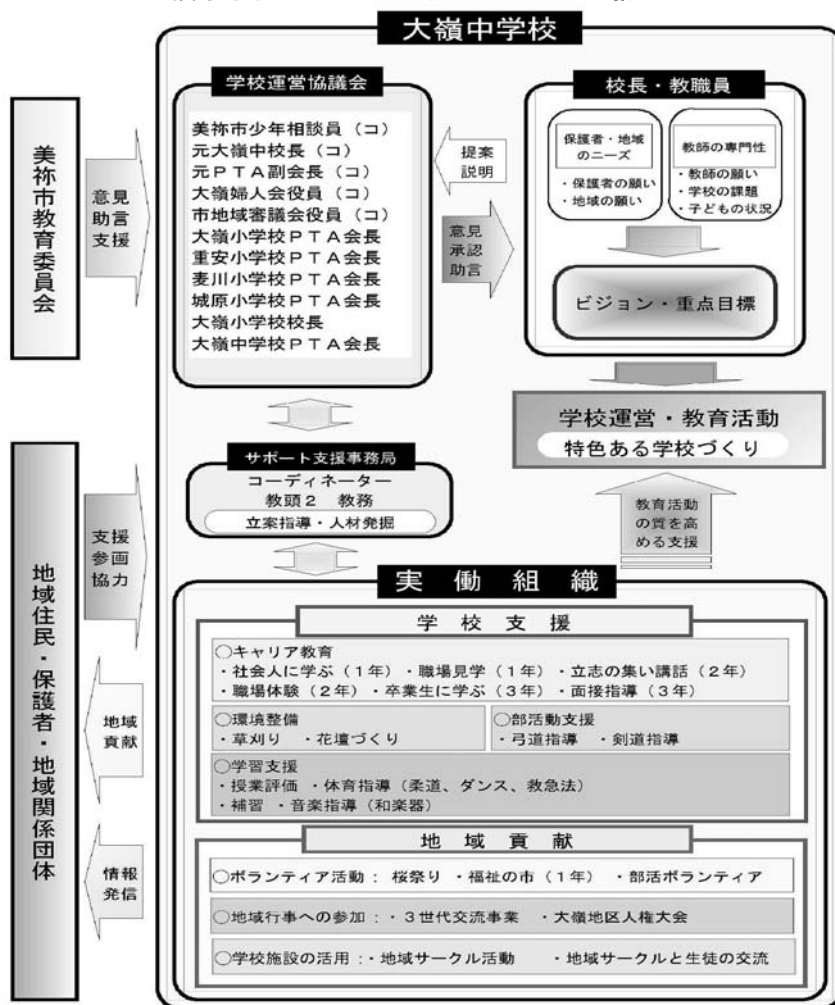 大嶺中学校
学校運営協議会
美祢市少年相談員（コ）
元大嶺中校長（コ）
元ＰＴＡ副会長（コ）
大嶺婦人会役員（コ）
市地域審議会役員（コ）
大嶺小学校ＰＴＡ会長
重安小学校ＰＴＡ会長
麦川小学校ＰＴＡ会長
城原小学校ＰＴＡ会長
大嶺小学校校長
大嶺中学校ＰＴＡ会長
提案
説明
意見
承認
助言
校長・教職員
保護者・地域
のニーズ
・保護者の願い
・地域の願い
教師の専門性
・教師の願い
・学校の課題
・子どもの状況
ビジョン・重点目標
美祢市教育委員会
意見
助言
支援
学校運営・教育活動
特色ある学校づくり
サポート支援事務局
コーディネーター
教頭２　教務
立案指導・人材発掘
教育活動
の質を高
める支援
地域住民・保護者・地域関係団体
支援
参画
協力
地域
貢献
情報
発信
実働組織
学校支援
○キャリア教育
・社会人に学ぶ（１年）・職場見学（１年）・立志の集い講話（２年）
・職場体験（２年）・卒業生に学ぶ（３年）・面接指導（３年）
○環境整備
・草刈り　・花壇づくり
○部活動支援
・弓道指導　・剣道指導
○学習支援
・授業評価　・体育指導（柔道、ダンス、救急法）
・補習　・音楽指導（和楽器）
地域貢献
○ボランティア活動：　桜祭り　・福祉の市（１年）　・部活ボランティア
○地域行事への参加：・３世代交流事業　・大嶺地区人権大会
○学校施設の活用：・地域サークル活動　・地域サークルと生徒の交流